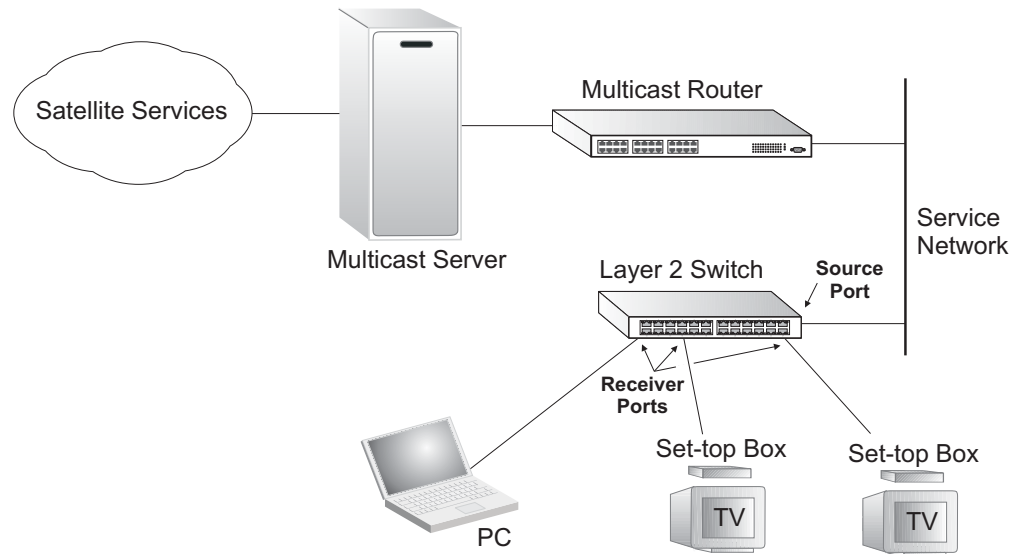 Satellite Services
Multicast Router
Service
Network
Multicast Server
Layer 2 Switch
Source
Port
Receiver
Ports
Set-top Box
Set-top Box
TV
TV
PC